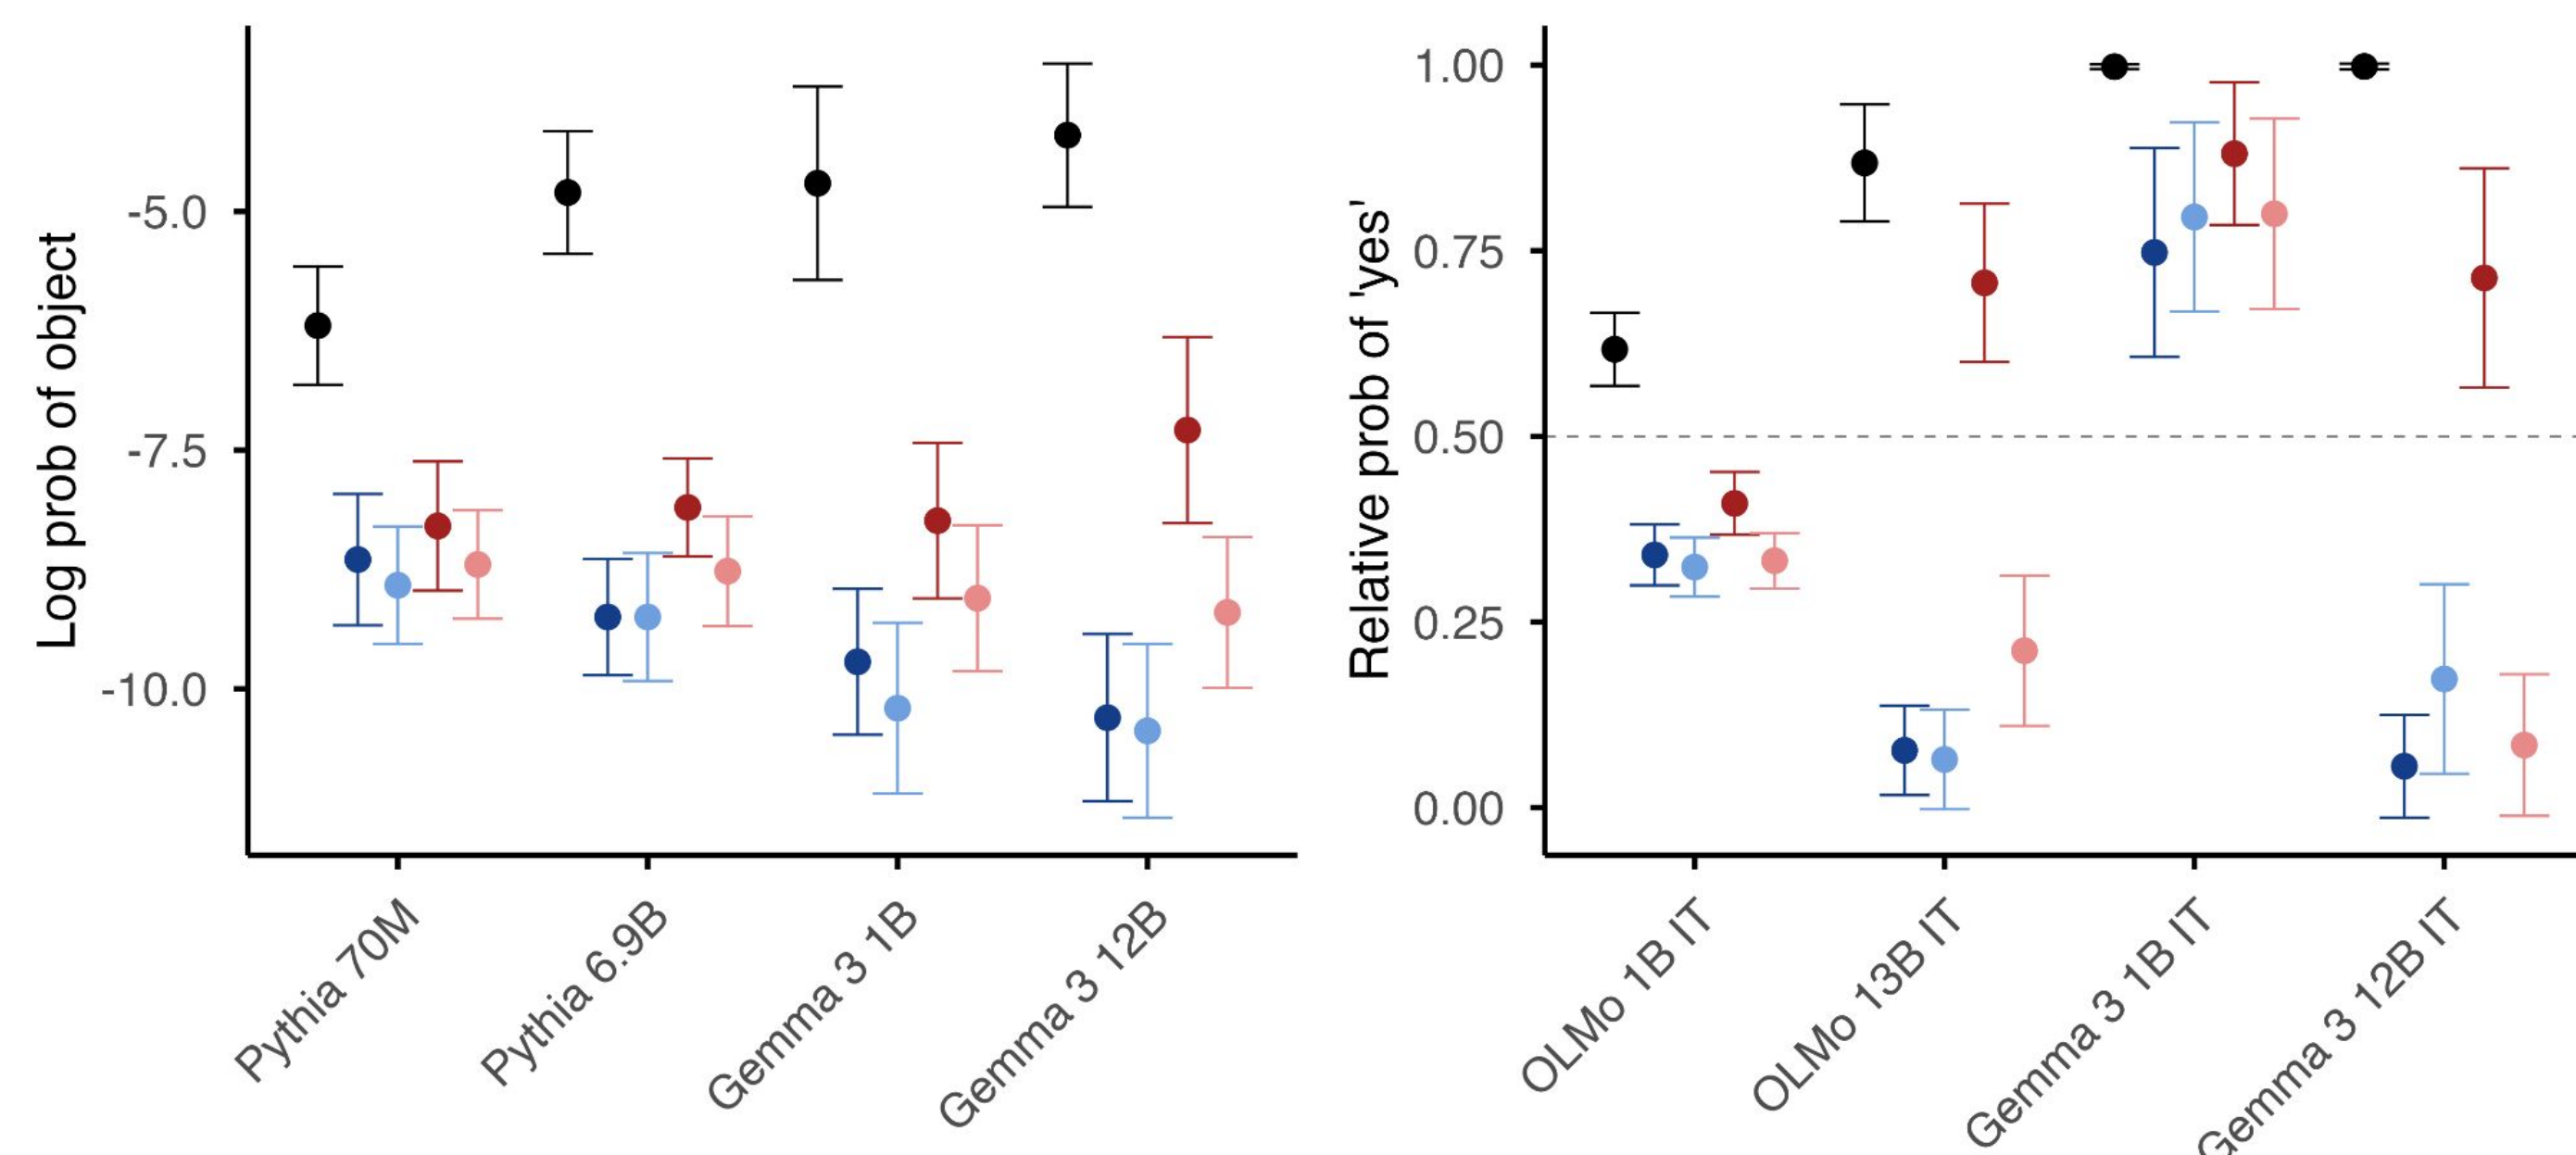 Log prob of object
-5.0
-7.5
-10.0
Pythia 70M
Pythia 6.9B
Gemma 3 1B
Gemma 3 12B
Relative prob of 'yes'
1.00
0.75
0.50
0.25
0.00
OLMo 1B IT
OLMo 13B IT
Gemma 3 1B IT
Gemma 3 12B IT